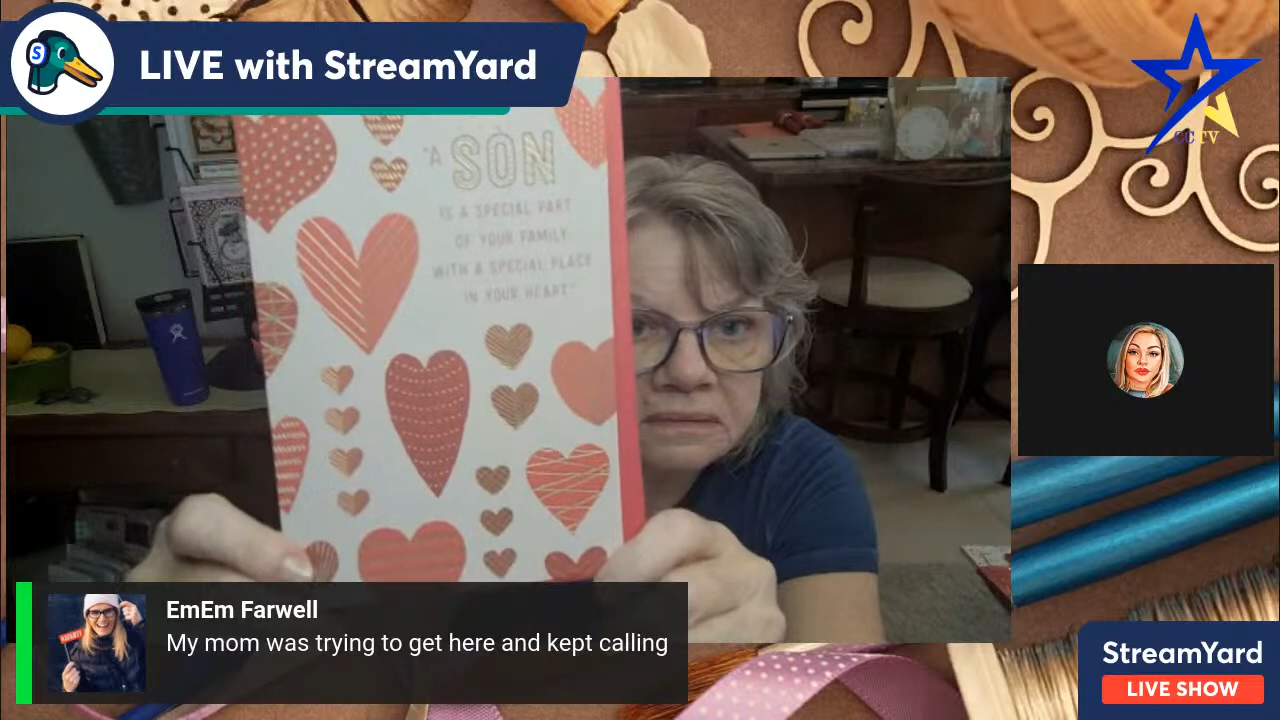 LIVE with StreamYard
"A SON
IS A SPECIAL PART
OF YOUR FAMILY
WITH A SPECIAL PLACE
IN YOUR HEART"
CCTV
EmEm Farwell
My mom was trying to get here and kept calling
StreamYard
LIVE SHOW